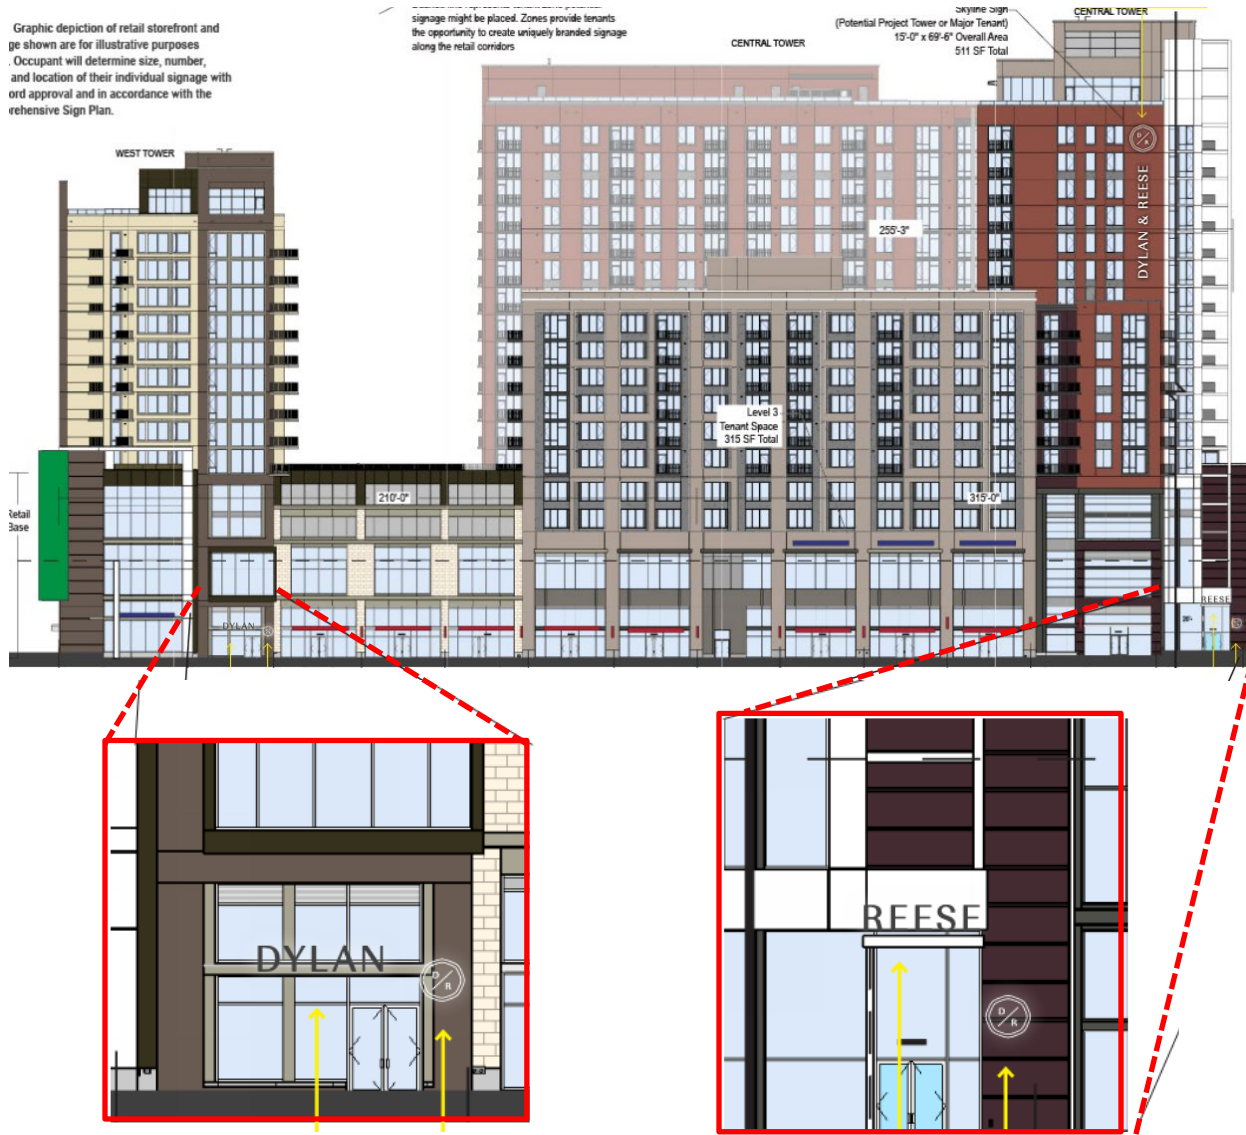 Graphic depiction of retail storefront and
ge shown are for illustrative purposes
. Occupant will determine size, number,
and location of their individual signage with
ord approval and in accordance with the
rehensive Sign Plan.
signage might be placed. Zones provide tenants
the opportunity to create uniquely branded signage
along the retail corridors
Skyline Sign
(Potential Project Tower or Major Tenant)
15'-0" x 69'-6" Overall Area
511 SF Total
CENTRAL TOWER
CENTRAL TOWER
WEST TOWER
D/R
DYLAN & REESE
255'-3"
Level 3
Tenant Space
315 SF Total
210'-0"
315'-0"
Retail
Base
DYLAN
REESE
DYLAN
D/R
REESE
D/R